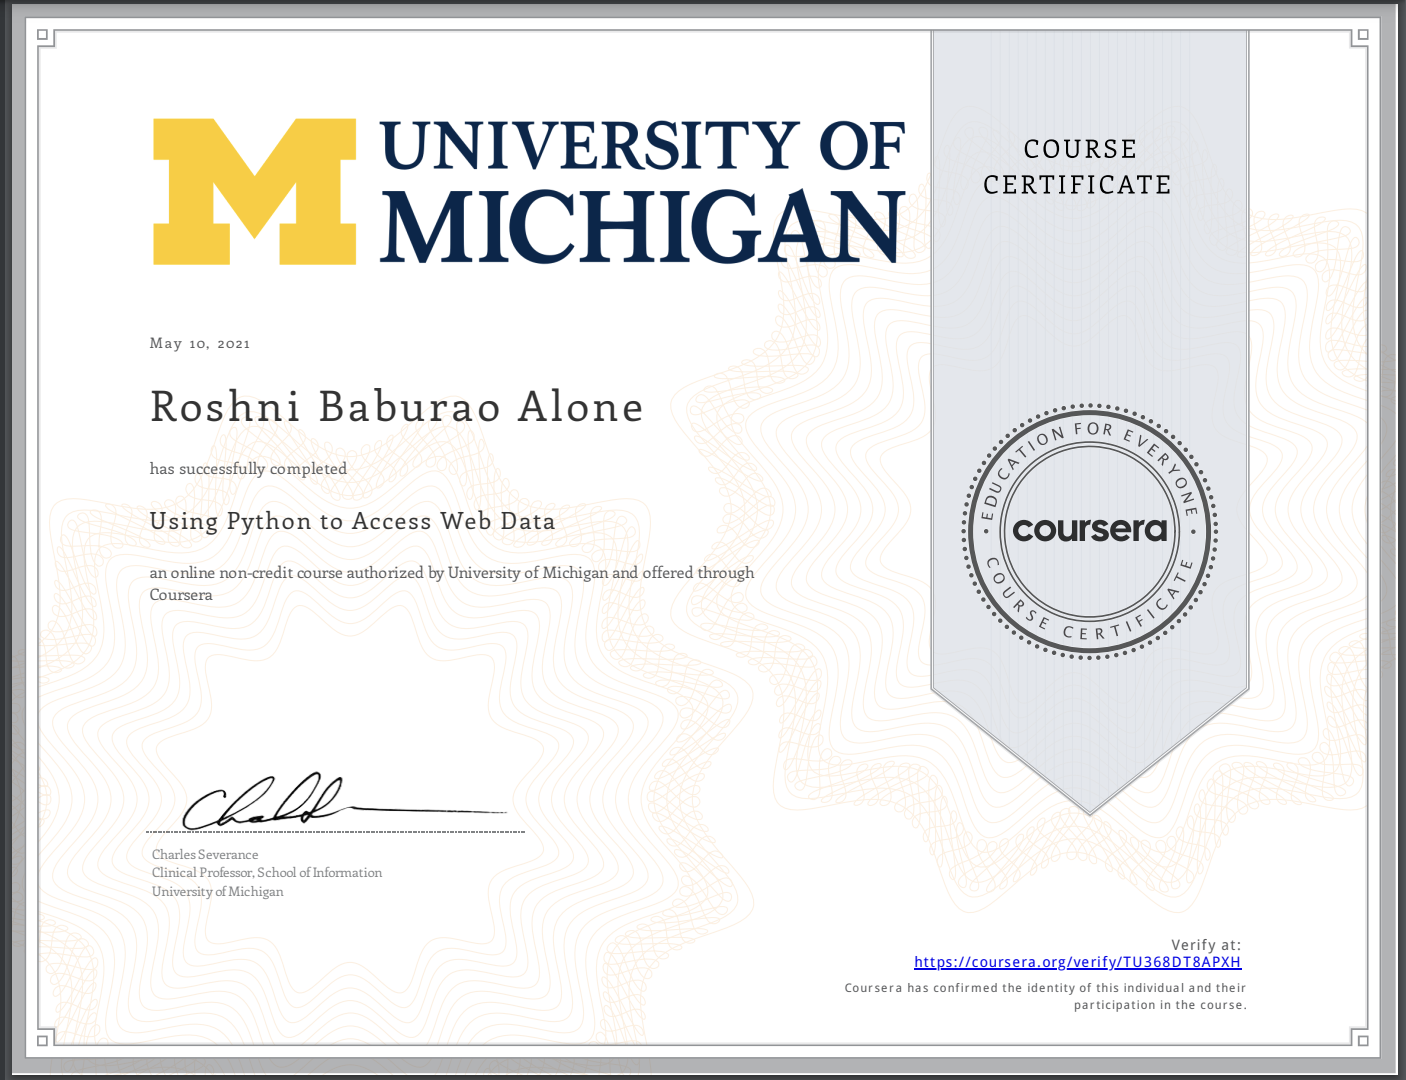 M
UNIVERSITY OF
MICHIGAN
COURSE
CERTIFICATE
May 10, 2021
Roshni Baburao Alone
has successfully completed
Using Python to Access Web Data
an online non-credit course authorized by University of Michigan and offered through
Coursera
EDUCATION FOR EVERYONE
coursera
COURSE CERTIFICATE
Charles Severance
Clinical Professor, School of Information
University of Michigan
Verify at:
https://coursera.org/verify/TU368DT8APXH
Coursera has confirmed the identity of this individual and their
participation in the course.